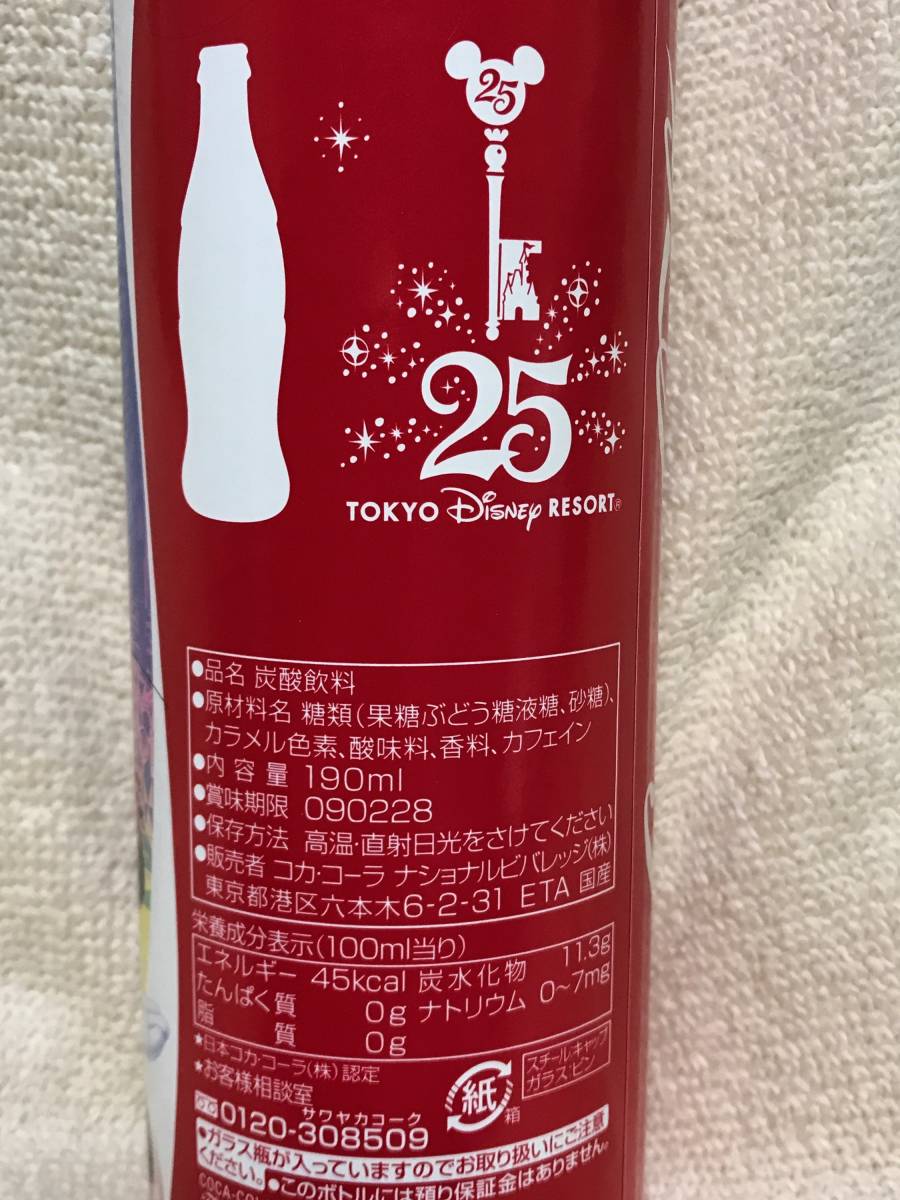 25
25
TOKYO Disney RESORT®
●品名 炭酸飲料
●原材料名 糖類(果糖ぶどう糖液糖、砂糖)、
カラメル色素、酸味料、香料、カフェイン
●内容量 190ml
●賞味期限 090228
●保存方法 高温・直射日光をさけてください
●販売者 コカ・コーラ ナショナルビバレッジ(株)
東京都港区六本木6-2-31 ETA 国産
栄養成分表示(100ml当り)
エネルギー 45kcal 炭水化物 11.3g
たんぱく質 0g ナトリウム 0~7mg
脂質 0g
★日本コカ・コーラ(株)認定
★お客様相談室
サワヤカコーク
0120-308509
紙
箱
スチール:キャップ
ガラス:ビン
●ガラス瓶が入っていますのでお取り扱いにご注意
ください。●このボトルには預り保証金はありません。